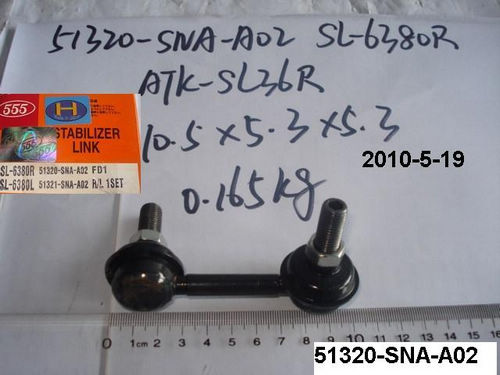 51320-SNA-A02 SL-6380R
ATK-SL36R
555 H
STABILIZER
LINK
10.5×5.3×5.3
2010-5-19
SL-6380R 51320-SNA-A02 FD1
SL-6380L 51321-SNA-A02 R/L 1SET
0.165kg
0 1cm 2 3 4 5 6 7 8 9 10 11 12 13 14 15 16
51320-SNA-A02